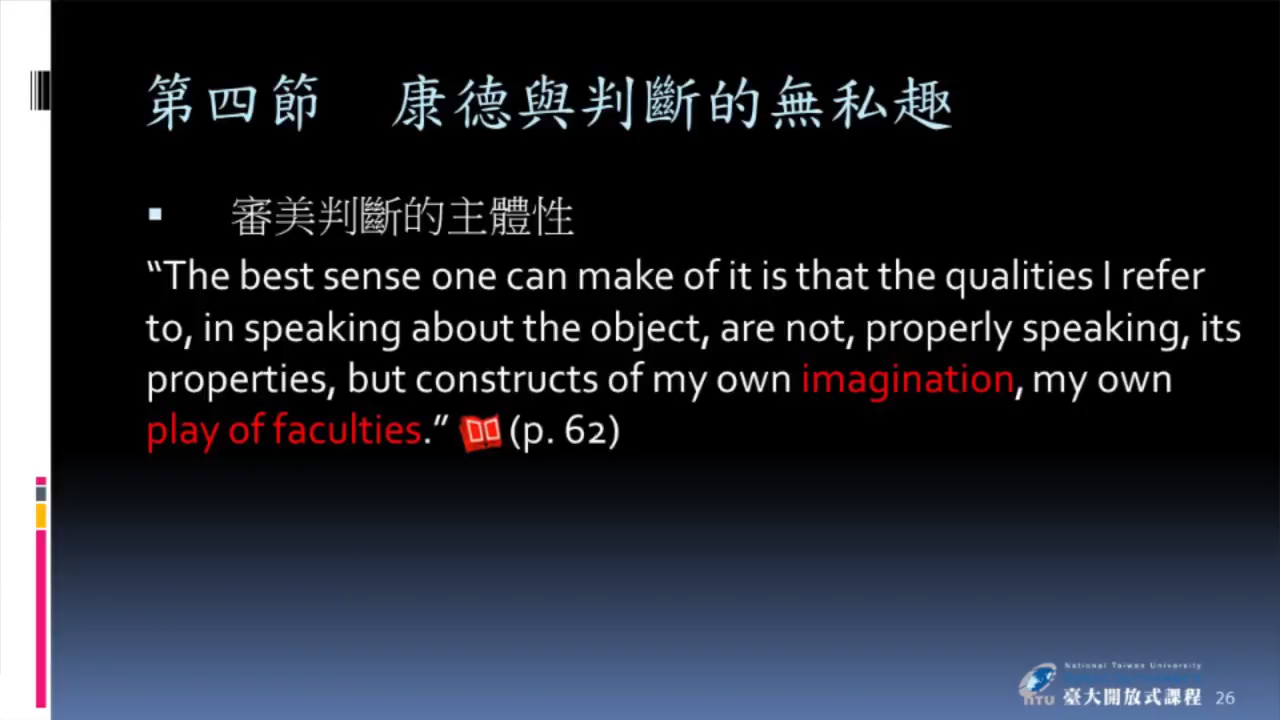 第四節 康德與判斷的無私趣
審美判斷的主體性
“The best sense one can make of it is that the qualities I refer
to, in speaking about the object, are not, properly speaking, its
properties, but constructs of my own imagination, my own
play of faculties.” (p. 62)
National Taiwan University
NTU 臺大開放式課程 26